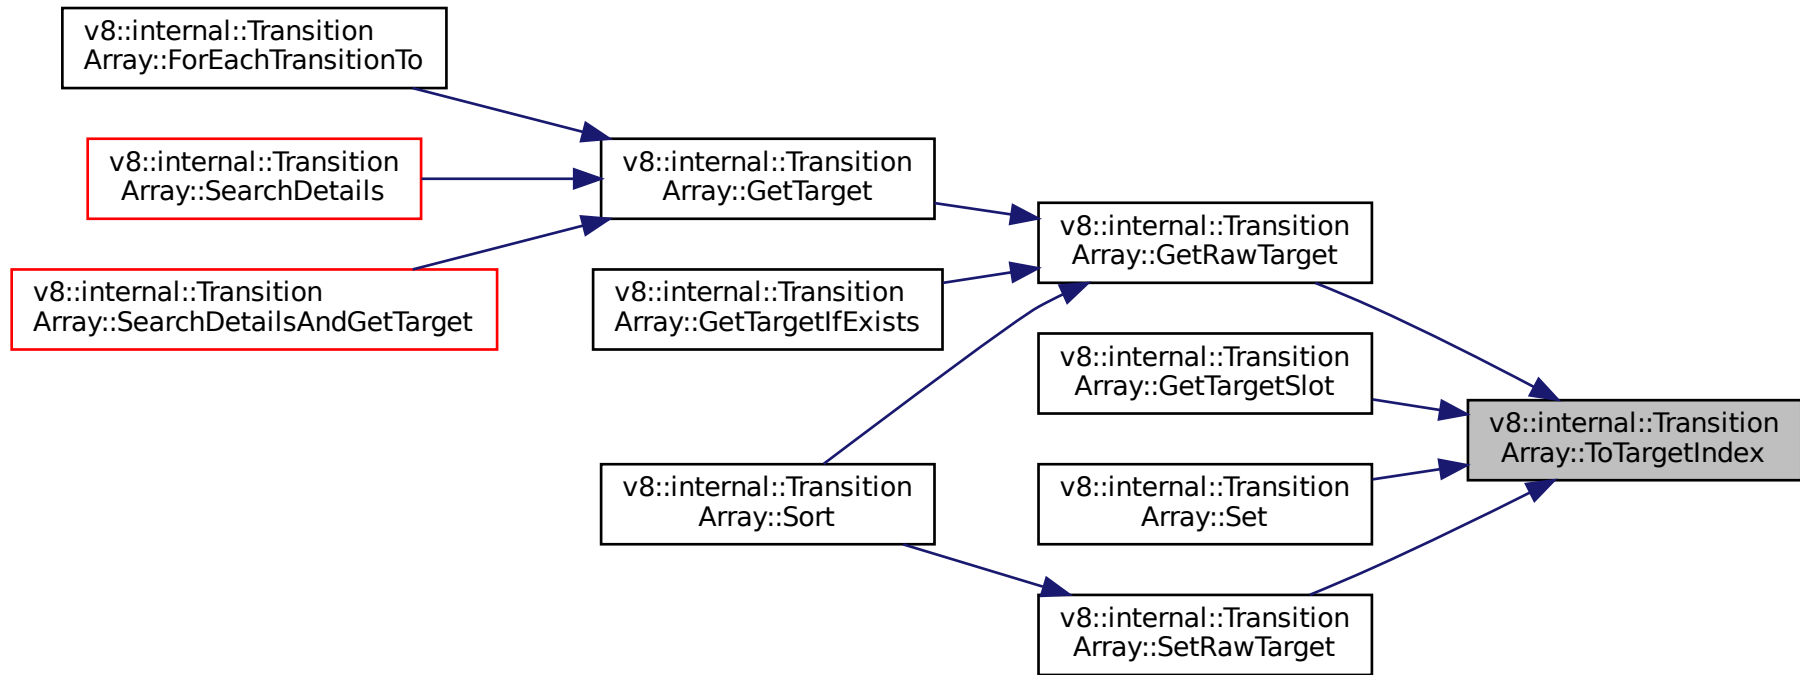 v8::internal::Transition
Array::ForEachTransitionTo
v8::internal::Transition
Array::SearchDetails
v8::internal::Transition
Array::SearchDetailsAndGetTarget
v8::internal::Transition
Array::GetTarget
v8::internal::Transition
Array::GetTargetIfExists
v8::internal::Transition
Array::Sort
v8::internal::Transition
Array::GetRawTarget
v8::internal::Transition
Array::GetTargetSlot
v8::internal::Transition
Array::Set
v8::internal::Transition
Array::SetRawTarget
v8::internal::Transition
Array::ToTargetIndex